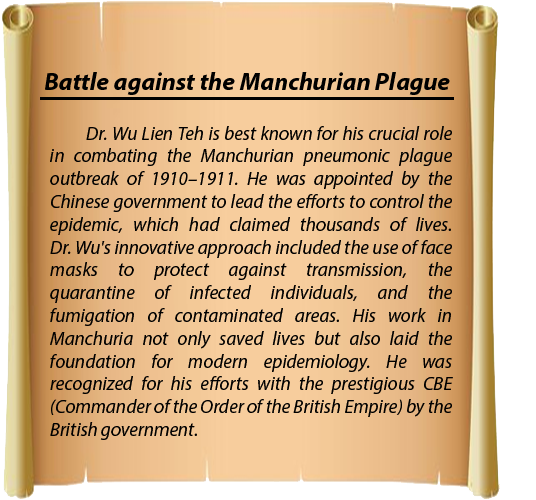 Battle against the Manchurian Plague
Dr. Wu Lien Teh is best known for his crucial role
in combating the Manchurian pneumonic plague
outbreak of 1910–1911. He was appointed by the
Chinese government to lead the efforts to control the
epidemic, which had claimed thousands of lives.
Dr. Wu's innovative approach included the use of face
masks to protect against transmission, the
quarantine of infected individuals, and the
fumigation of contaminated areas. His work in
Manchuria not only saved lives but also laid the
foundation for modern epidemiology. He was
recognized for his efforts with the prestigious CBE
(Commander of the Order of the British Empire) by the
British government.